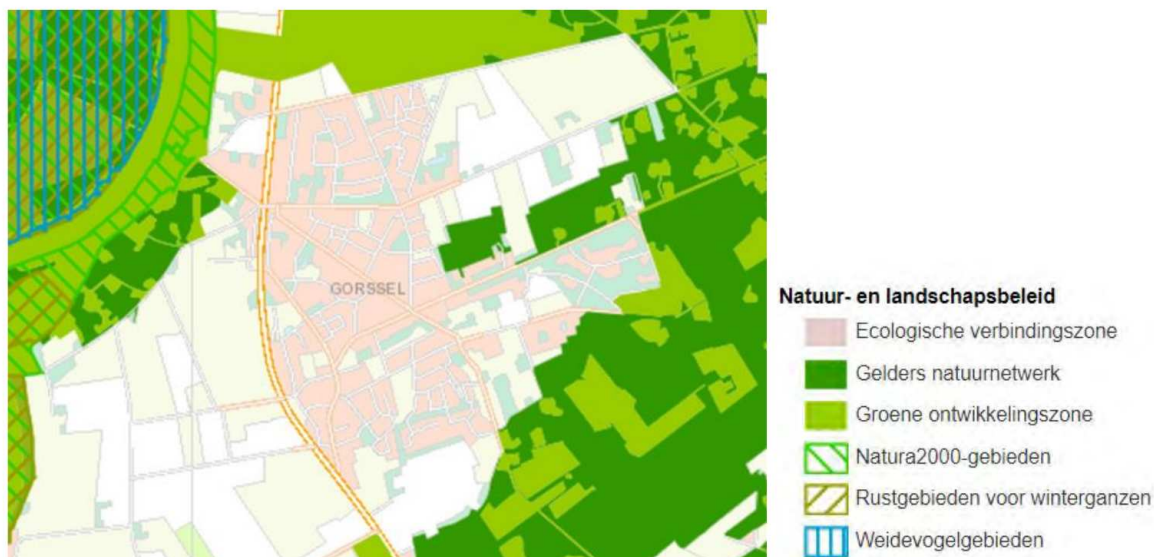 GORSSEL
Natuur- en landschapsbeleid
Ecologische verbindingszone
Gelders natuurnetwerk
Groene ontwikkelingszone
Natura2000-gebieden
Rustgebieden voor winterganzen
Weidevogelgebieden